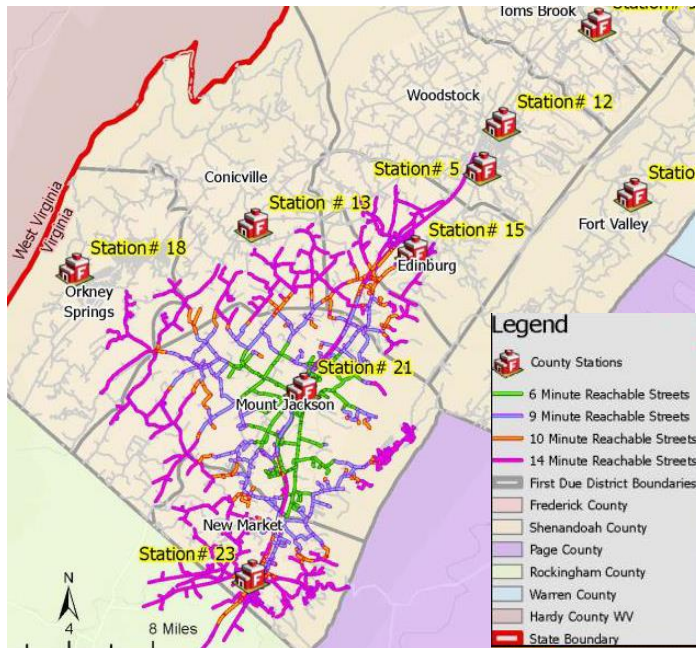 Toms Brook
Station# 12
Woodstock
Station# 5
Conicville
Station # 13
Fort Valley
Station# 15
Edinburg
West Virginia
Virginia
Station# 18
Orkney
Springs
Station# 21
Mount Jackson
New Market
Station# 23
N
4
8 Miles
Legend
County Stations
6 Minute Reachable Streets
9 Minute Reachable Streets
10 Minute Reachable Streets
14 Minute Reachable Streets
First Due District Boundaries
Frederick County
Shenandoah County
Page County
Rockingham County
Warren County
Hardy County WV
State Boundary